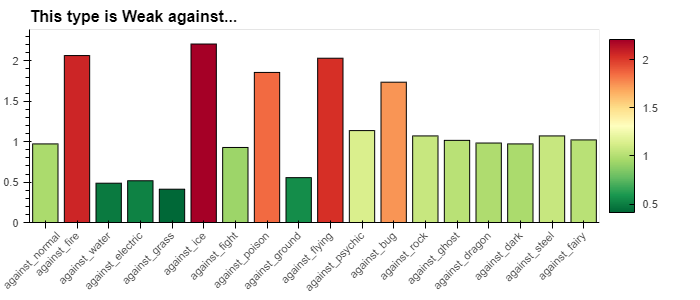 This type is Weak against...
2
1.5
1
0.5
0
against_normal
against_fire
against_water
against_electric
against_grass
against_ice
against_fight
against_poison
against_ground
against_flying
against_psychic
against_bug
against_rock
against_ghost
against_dragon
against_dark
against_steel
against_fairy
2
1.5
1
0.5